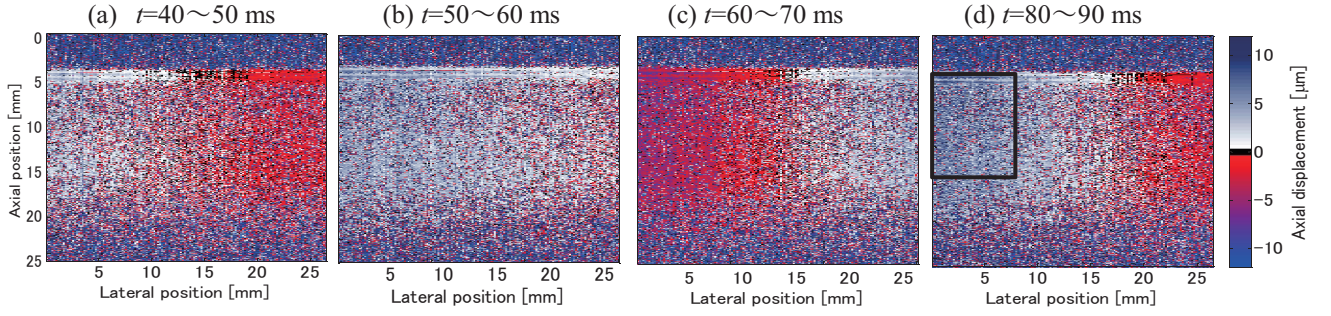 (a) t=40～50 ms
(b) t=50～60 ms
(c) t=60～70 ms
(d) t=80～90 ms
Axial position [mm]
0
5
10
15
20
25
5 10 15 20 25
Lateral position [mm]
5 10 15 20 25
Lateral position [mm]
5 10 15 20 25
Lateral position [mm]
5 10 15 20 25
Lateral position [mm]
10
5
0
−5
−10
Axial displacement [μm]